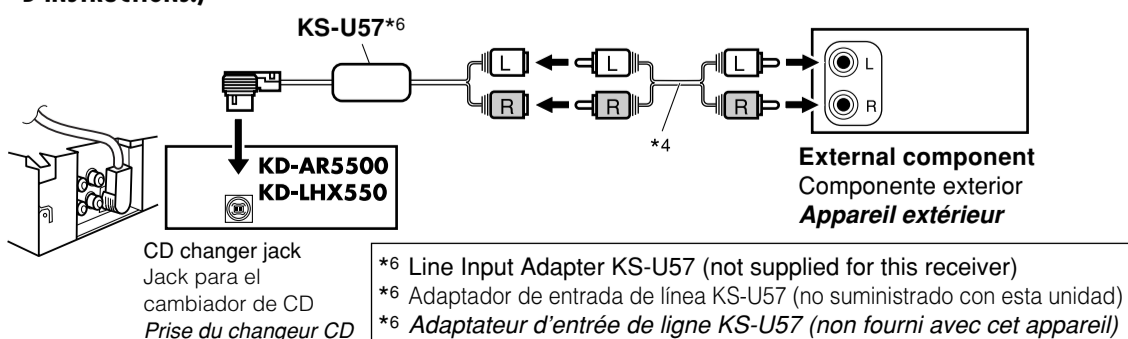 KS-U57*6
L
L
L
L
R
R
R
R
*4
KD-AR5500
KD-LHX550
External component
Componente exterior
Appareil extérieur
CD changer jack
Jack para el
cambiador de CD
Prise du changeur CD
*6 Line Input Adapter KS-U57 (not supplied for this receiver)
*6 Adaptador de entrada de línea KS-U57 (no suministrado con esta unidad)
*6 Adaptateur d'entrée de ligne KS-U57 (non fourni avec cet appareil)